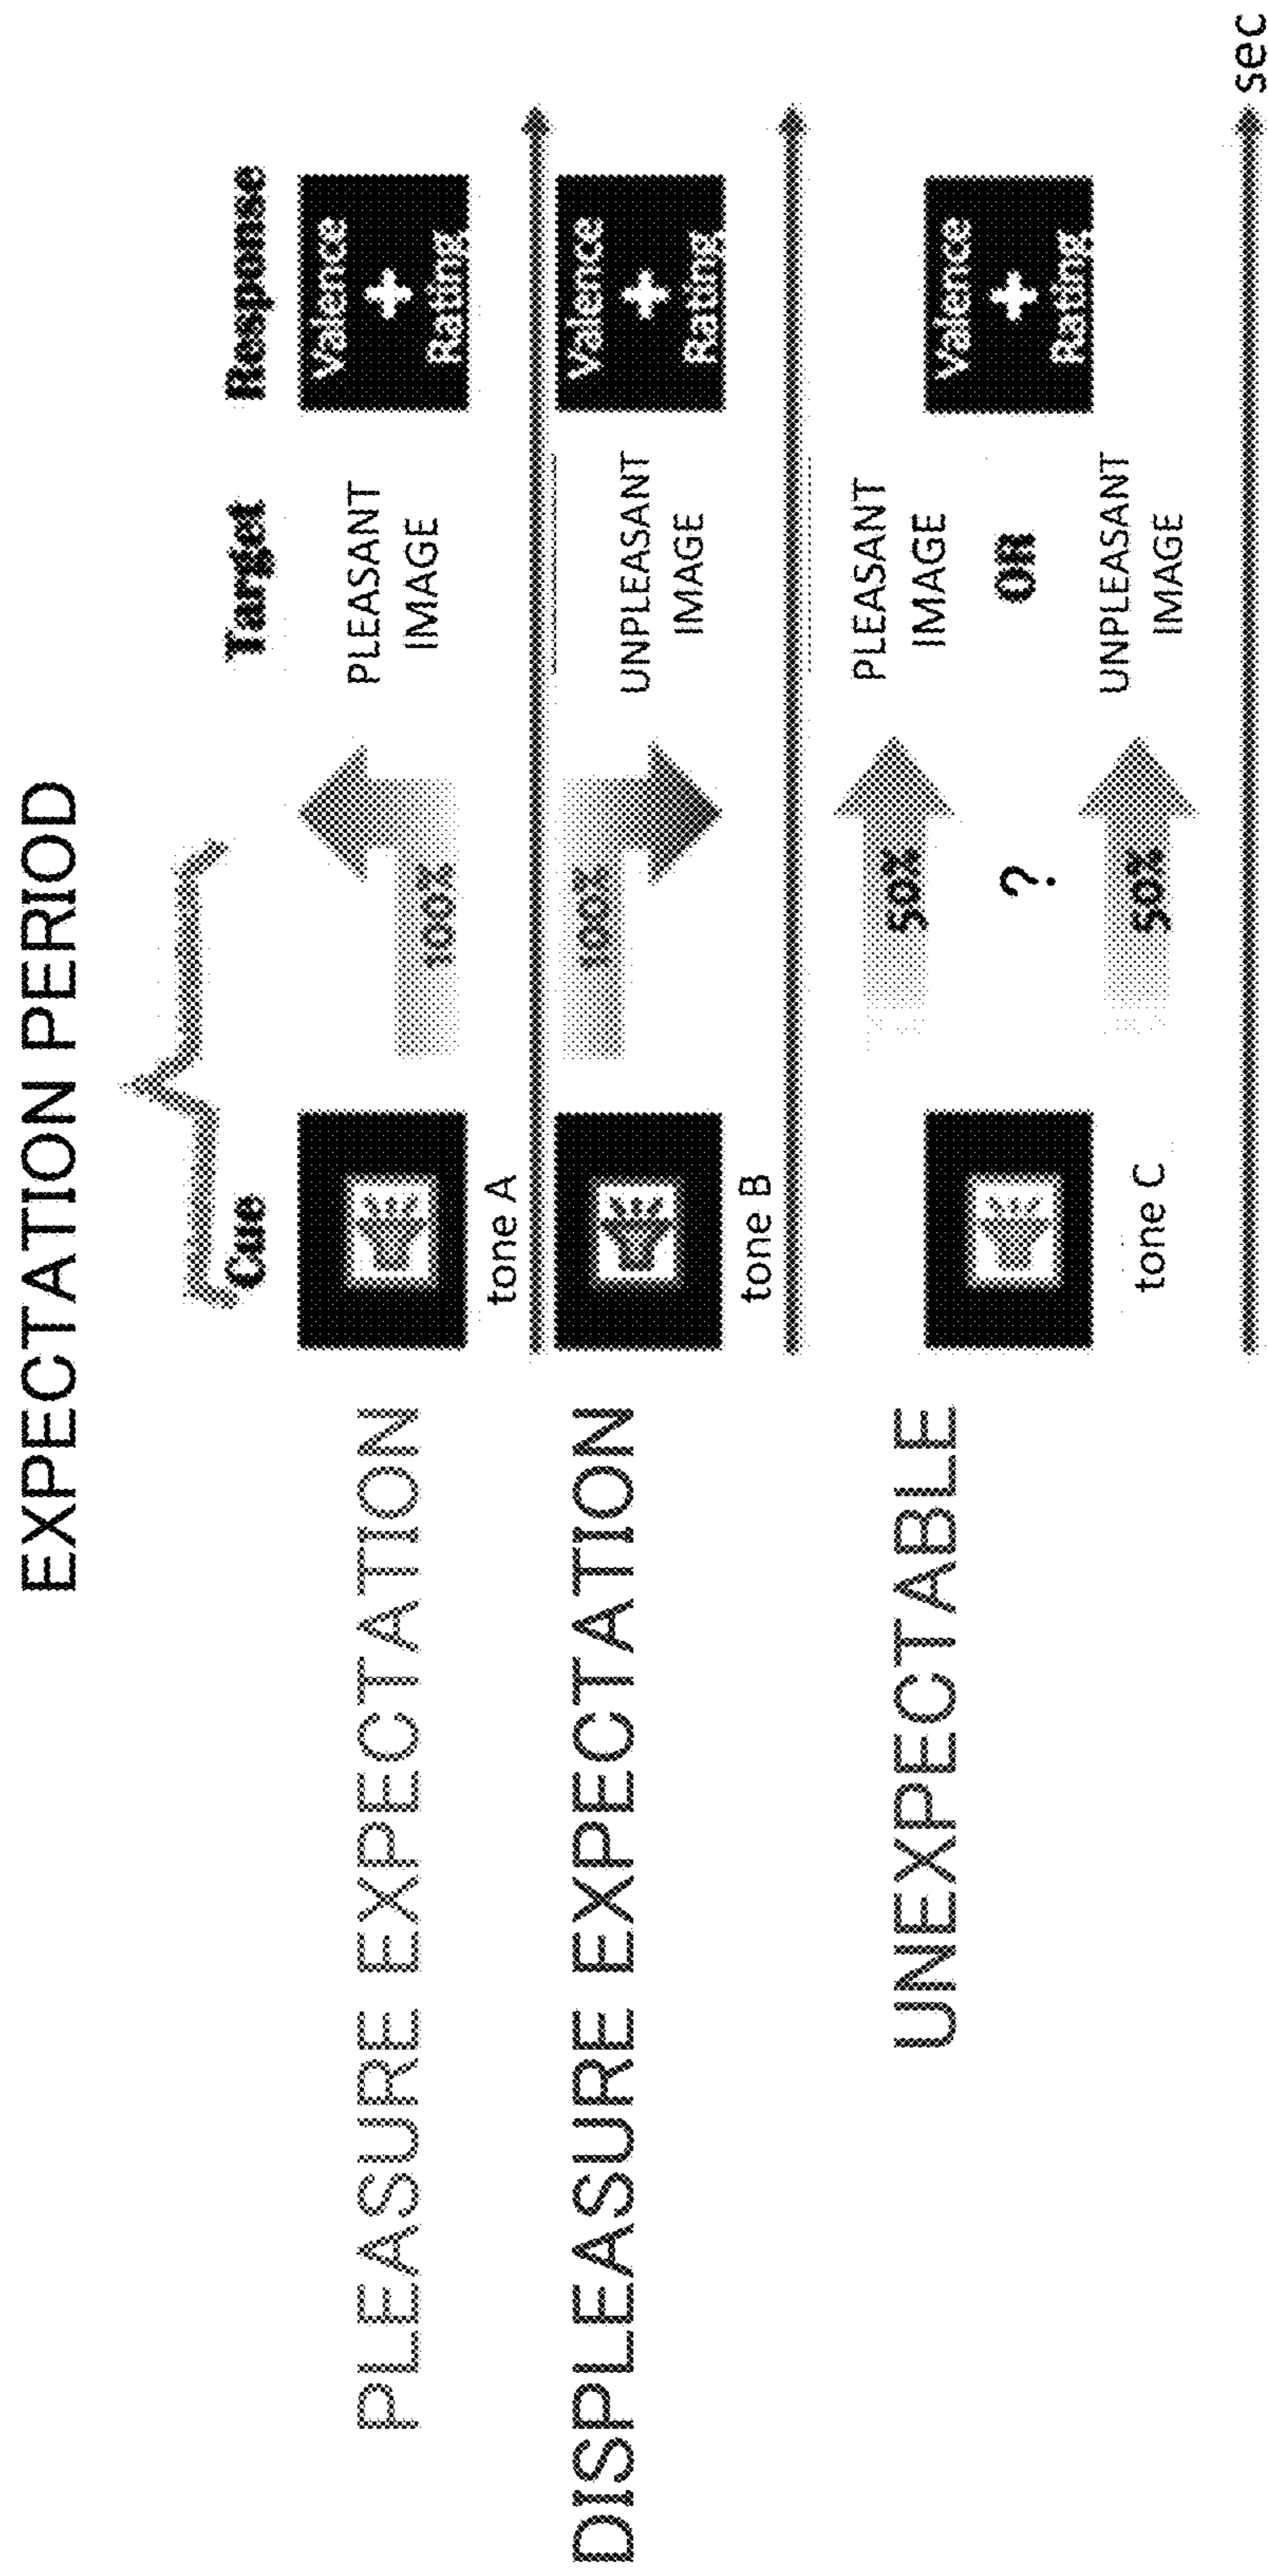 EXPECTATION PERIOD
Cue
Target
Response
PLEASURE EXPECTATION
100%
PLEASANT
IMAGE
Valence
+
Rating
tone A
DISPLEASURE EXPECTATION
100%
UNPLEASANT
IMAGE
Valence
+
Rating
tone B
UNEXPECTABLE
50%
PLEASANT
IMAGE
?
OR
Valence
+
Rating
50%
UNPLEASANT
IMAGE
tone C
sec